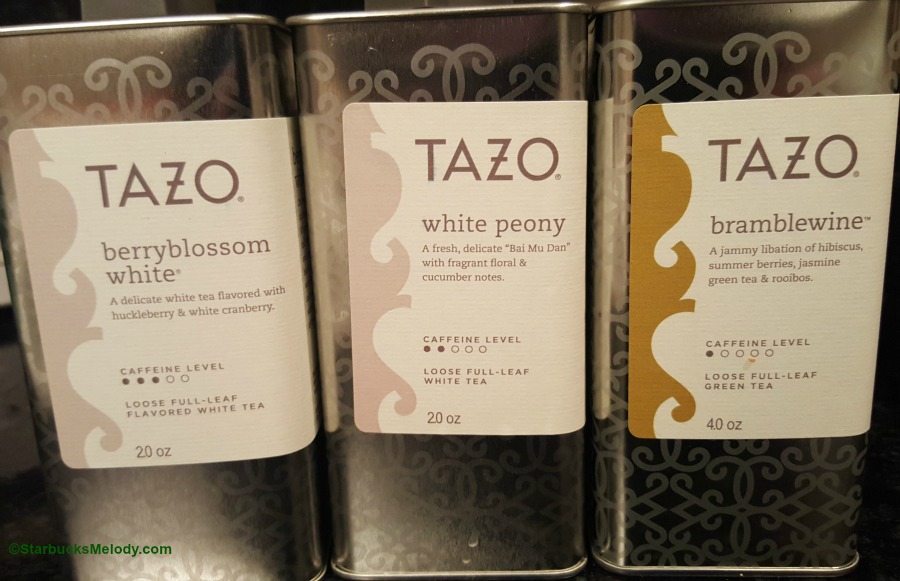 TAZO®
berryblossom
white®
A delicate white tea flavored with
huckleberry & white cranberry.
CAFFEINE LEVEL
LOOSE FULL-LEAF
FLAVORED WHITE TEA
2.0 oz
TAZO®
white peony
A fresh, delicate “Bai Mu Dan”
with fragrant floral &
cucumber notes.
CAFFEINE LEVEL
LOOSE FULL-LEAF
WHITE TEA
2.0 oz
TAZO®
bramblewine™
A jammy libation of hibiscus,
summer berries, jasmine
green tea & rooibos.
CAFFEINE LEVEL
LOOSE FULL-LEAF
GREEN TEA
4.0 oz
©StarbucksMelody.com